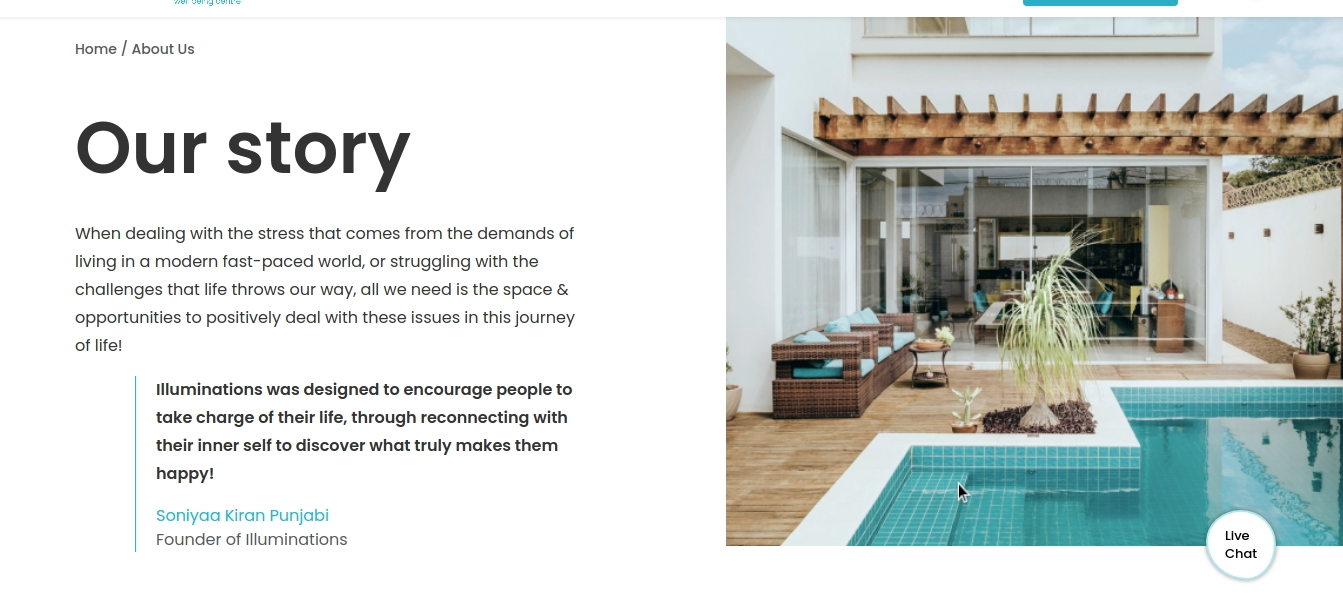 well being centre
Home / About Us
Our story
When dealing with the stress that comes from the demands of
living in a modern fast-paced world, or struggling with the
challenges that life throws our way, all we need is the space &
opportunities to positively deal with these issues in this journey
of life!
Illuminations was designed to encourage people to
take charge of their life, through reconnecting with
their inner self to discover what truly makes them
happy!
Soniyaa Kiran Punjabi
Founder of Illuminations
Live
Chat